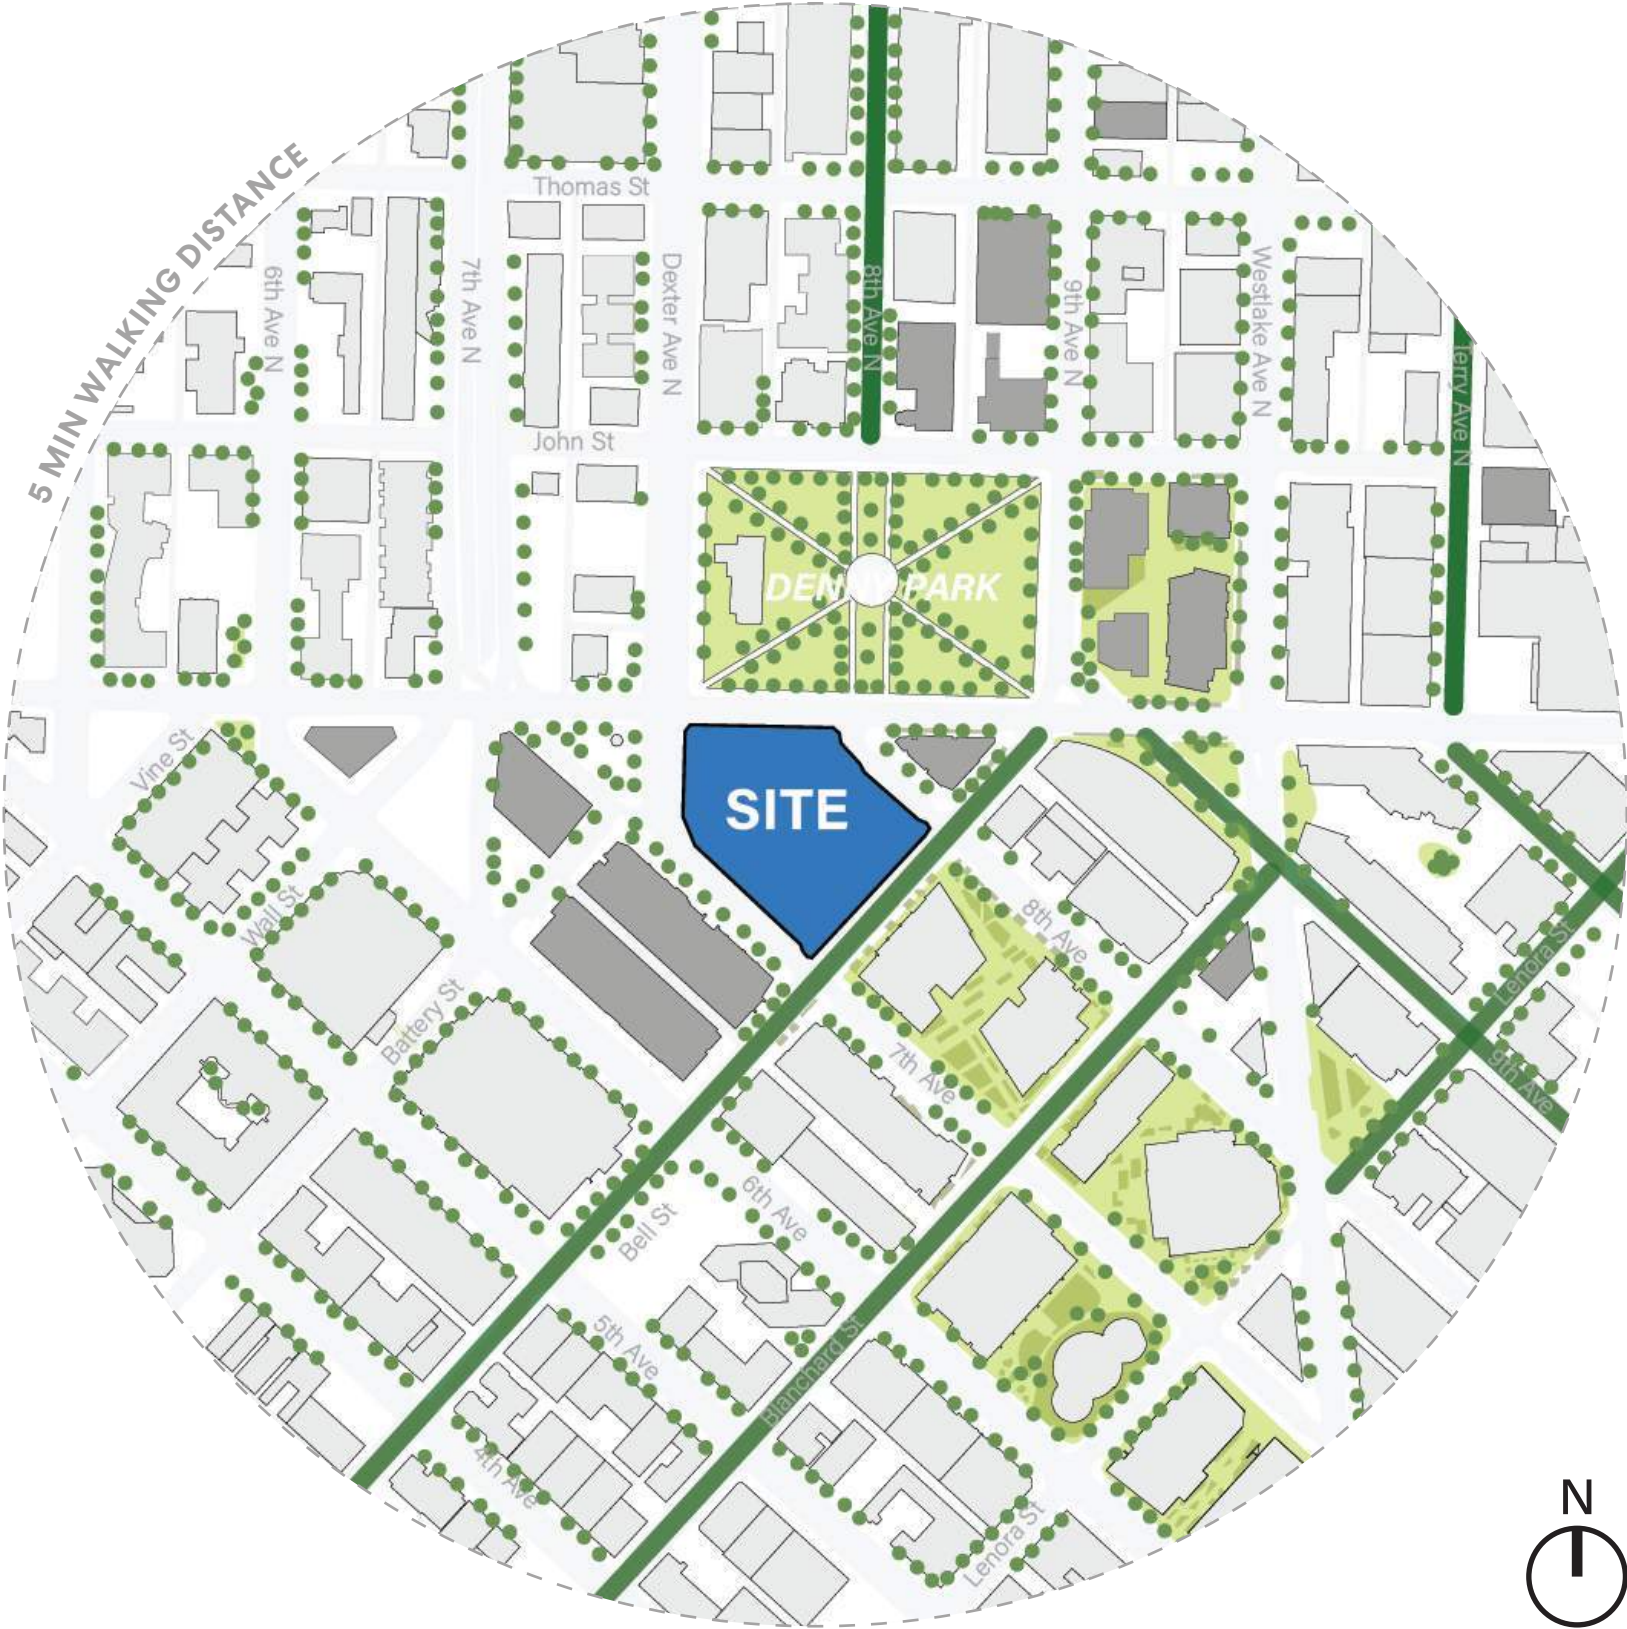 5 MIN WALKING DISTANCE
Thomas St
6th Ave N
7th Ave N
Dexter Ave N
8th Ave N
9th Ave N
Westlake Ave N
Terry Ave N
John St
DENNY PARK
Vine St
SITE
Wall St
8th Ave
Lenora St
Battery St
7th Ave
9th Ave
6th Ave
Bell St
5th Ave
Blanchard St
4th Ave
Lenora St
N